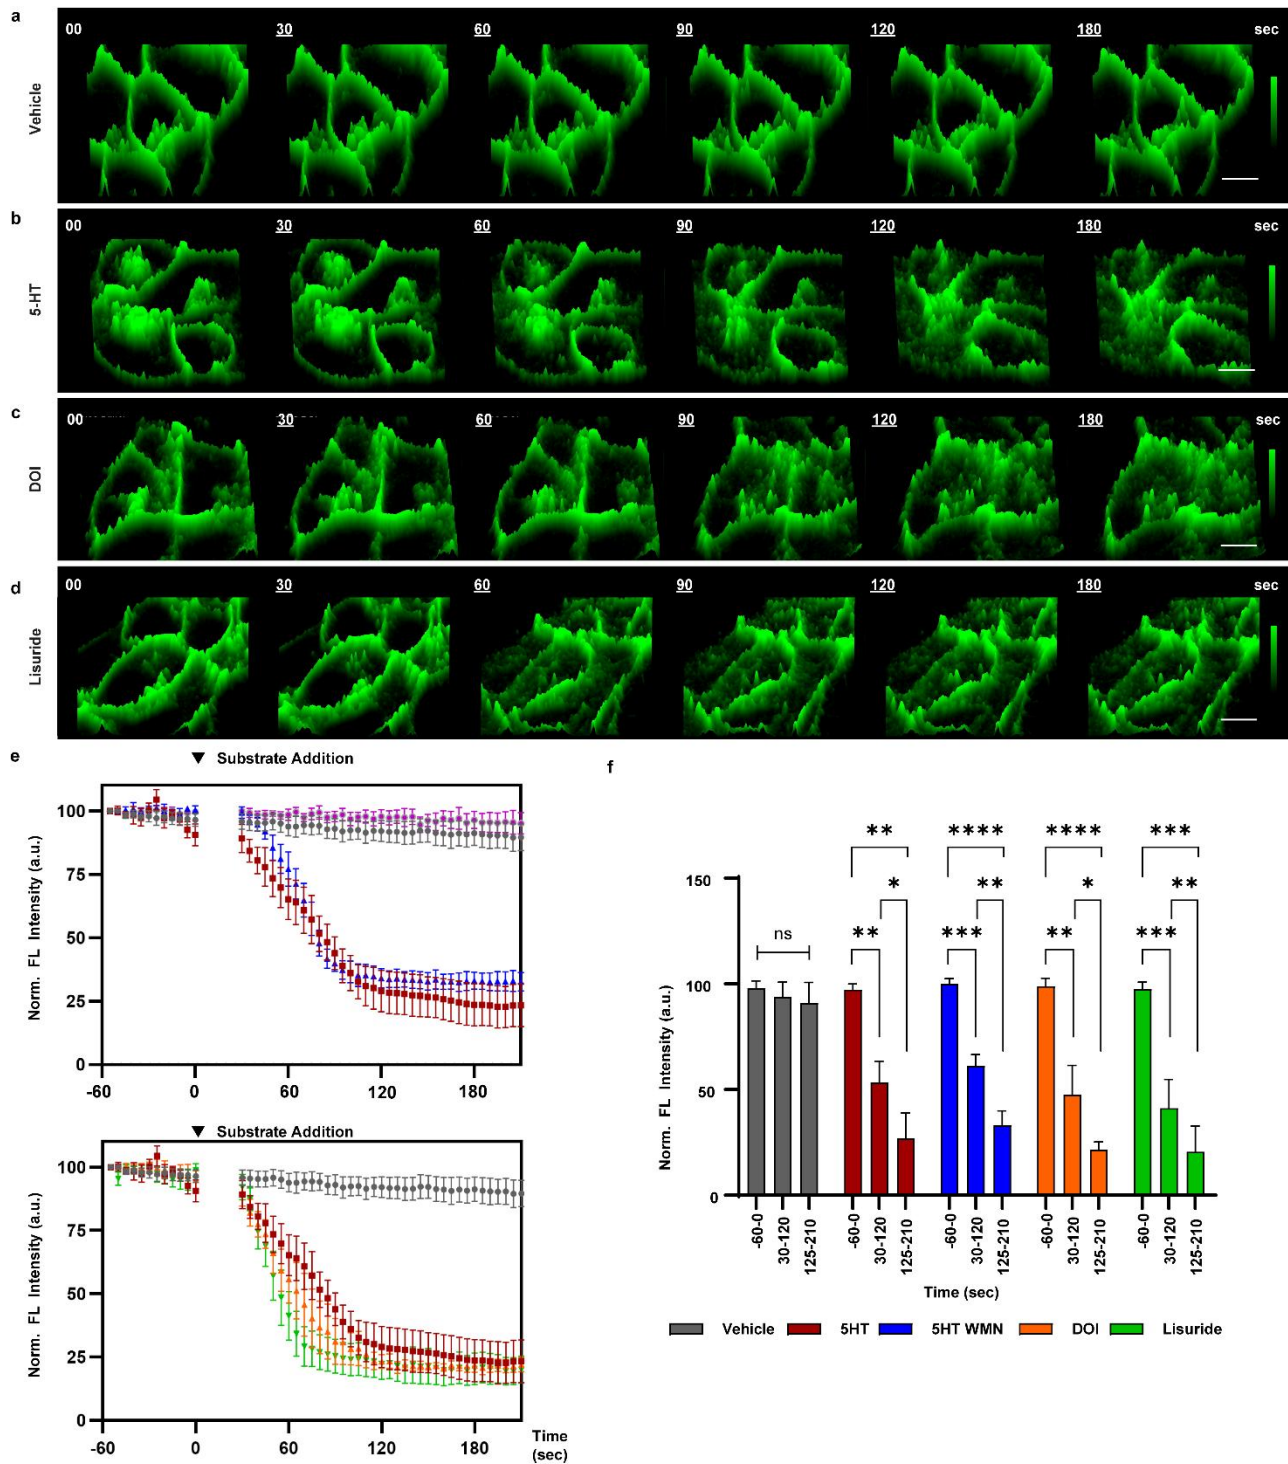 a
00 30 60 90 120 180 sec
Vehicle
b
00 30 60 90 120 180 sec
5-HT
c
00 30 60 90 120 180 sec
DOI
d
00 30 60 90 120 180 sec
Lisuride
e
▼ Substrate Addition
Norm. FL Intensity (a.u.)
100
75
50
25
0
-60 0 60 120 180
▼ Substrate Addition
Norm. FL Intensity (a.u.)
100
75
50
25
0
-60 0 60 120 180
Time
(sec)
f
Norm. FL Intensity (a.u.)
150
100
50
0
ns
** **** **** ***
* ** * **
** *** ** ***
-60-0 30-120 125-210 -60-0 30-120 125-210 -60-0 30-120 125-210 -60-0 30-120 125-210 -60-0 30-120 125-210
Time (sec)
Vehicle 5HT 5HT WMN DOI Lisuride